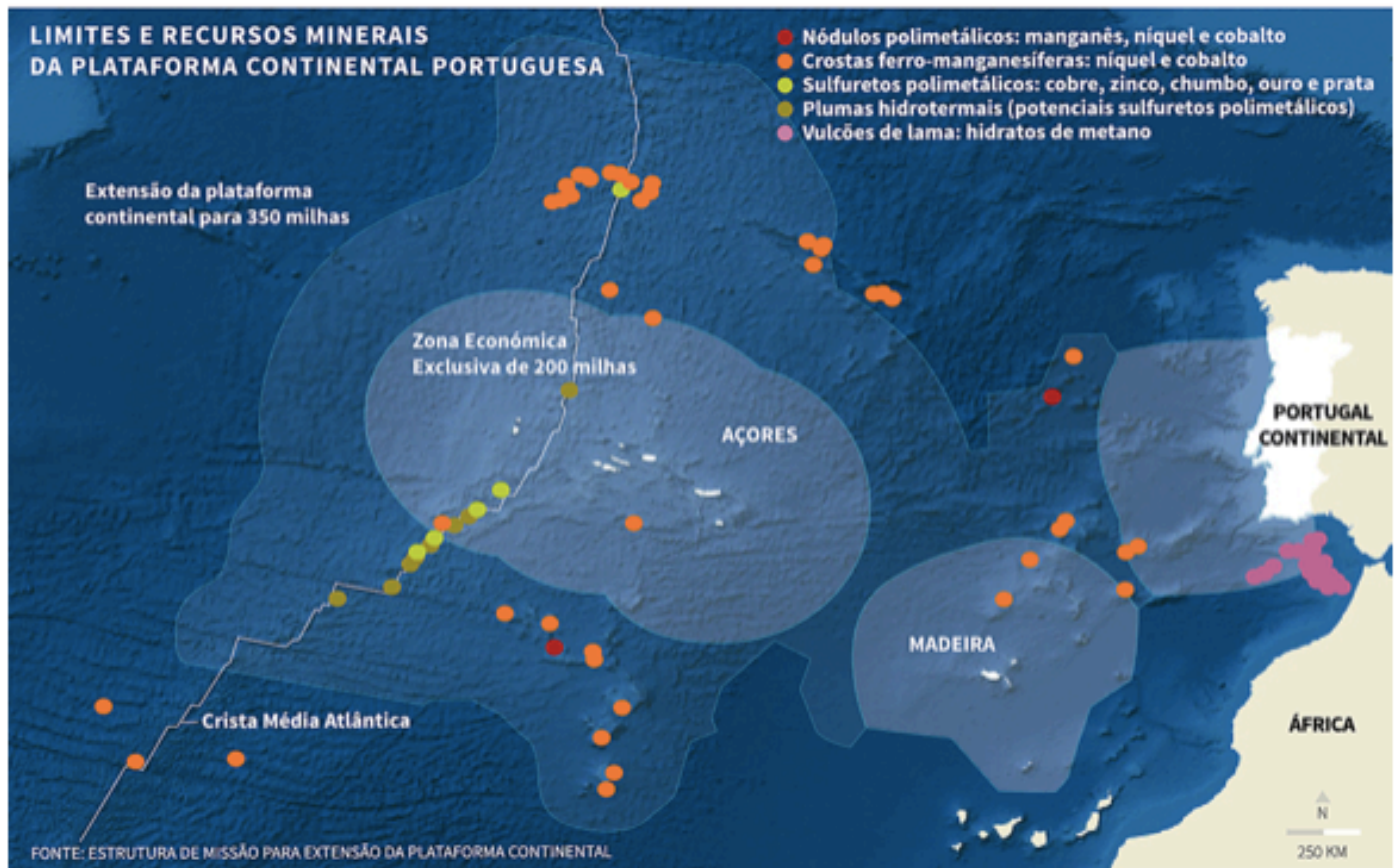 LIMITES E RECURSOS MINERAIS
DA PLATAFORMA CONTINENTAL PORTUGUESA
Nódulos polimetálicos: manganês, níquel e cobalto
Crostas ferro-manganesíferas: níquel e cobalto
Sulfuretos polimetálicos: cobre, zinco, chumbo, ouro e prata
Plumas hidrotermais (potenciais sulfuretos polimetálicos)
Vulcões de lama: hidratos de metano
Extensão da plataforma
continental para 350 milhas
Zona Económica
Exclusiva de 200 milhas
AÇORES
PORTUGAL
CONTINENTAL
MADEIRA
Crista Média Atlântica
ÁFRICA
N
250 KM
FONTE: ESTRUTURA DE MISSÃO PARA EXTENSÃO DA PLATAFORMA CONTINENTAL